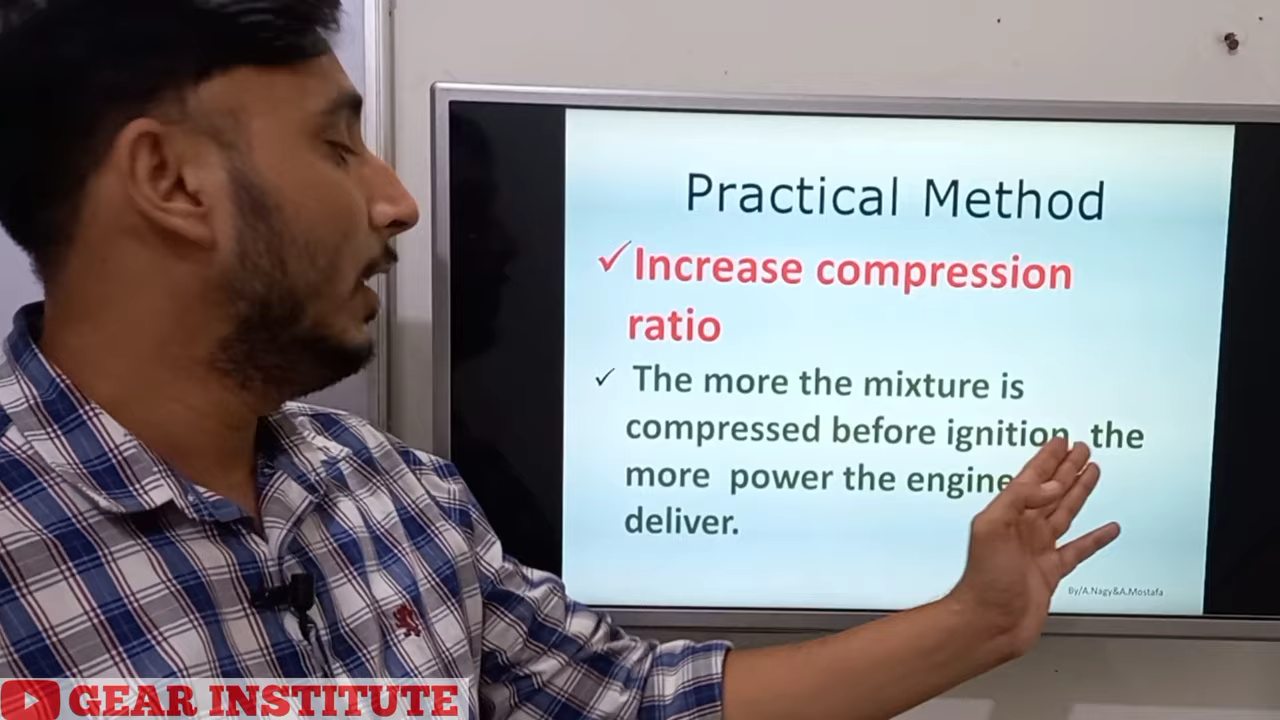 Practical Method
✓Increase compression
ratio
✓ The more the mixture is
compressed before ignition, the
more power the engine
deliver.
By/A.Nagy&A.Mostafa
GEAR INSTITUTE